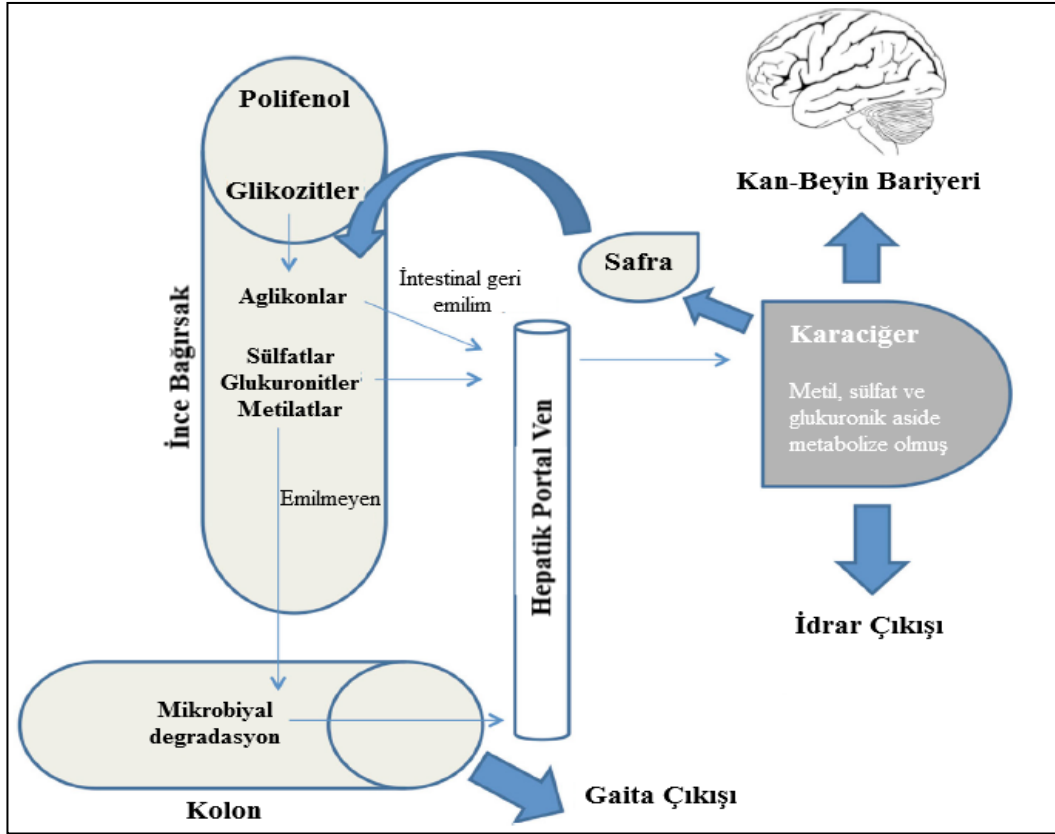 Polifenol
Glikozitler
Aglikonlar
Sülfatlar
Glukuronitler
Metilatlar
Emilmeyen
İnce Bağırsak
İntestinal geri
emilim
Hepatik Portal Ven
Safra
Kan-Beyin Bariyeri
Karaciğer
Metil, sülfat ve
glukuronik aside
metabolize olmuş
İdrar Çıkışı
Mikrobiyal
degradasyon
Kolon
Gaita Çıkışı